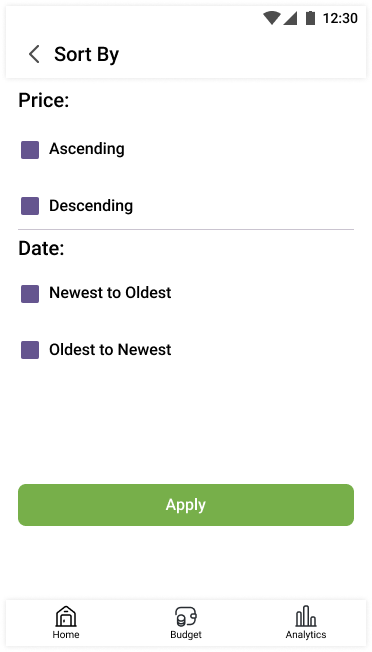 12:30
Sort By
Price:
Ascending
Descending
Date:
Newest to Oldest
Oldest to Newest
Apply
Home Budget Analytics